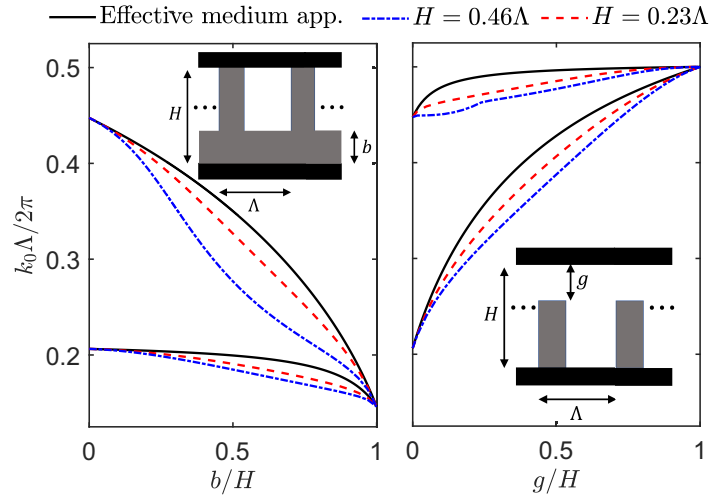 Effective medium app. H = 0.46Λ H = 0.23Λ
k₀Λ/2π
0.5
0.4
0.3
0.2
0
0.5
1
b/H
H
b
Λ
0
0.5
1
g/H
g
H
Λ